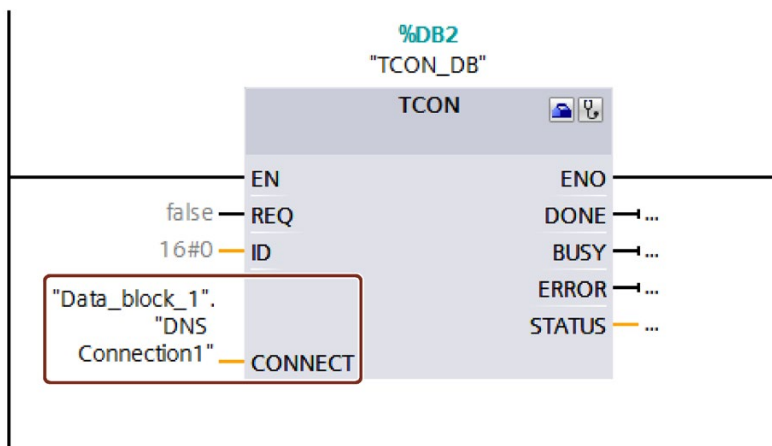 %DB2
"TCON_DB"
TCON
EN ENO
false REQ DONE ...
16#0 ID BUSY ...
ERROR ...
"Data_block_1".
"DNS STATUS ...
Connection1" CONNECT